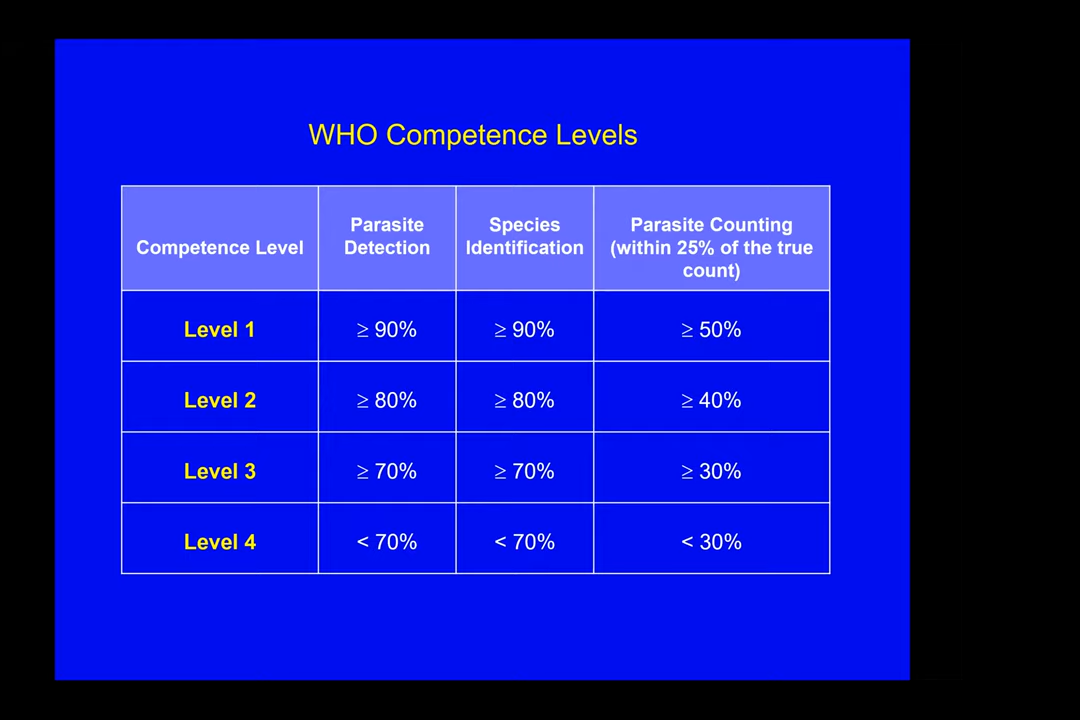 WHO Competence Levels
Competence Level
Parasite
Detection
Species
Identification
Parasite Counting
(within 25% of the true
count)
Level 1
≥ 90%
≥ 90%
≥ 50%
Level 2
≥ 80%
≥ 80%
≥ 40%
Level 3
≥ 70%
≥ 70%
≥ 30%
Level 4
< 70%
< 70%
< 30%